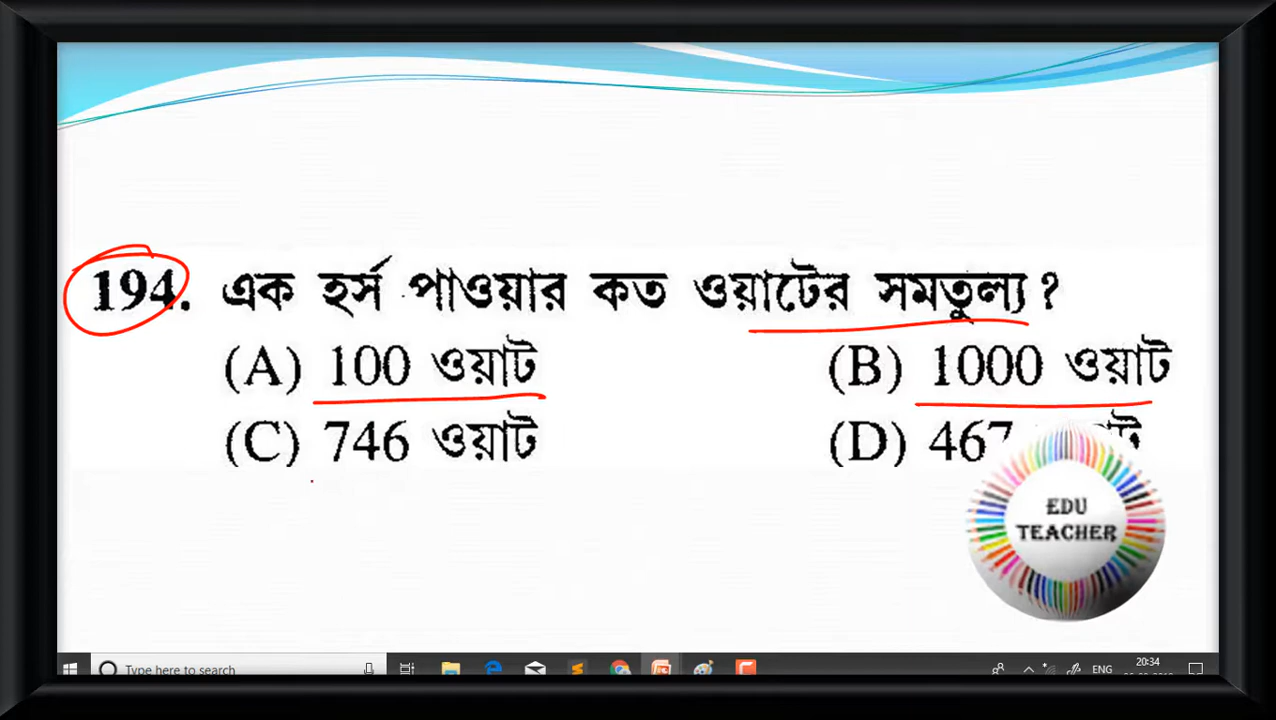 194. এক হর্স পাওয়ার কত ওয়াটের সমতুল্য ?
(A) 100 ওয়াট (B) 1000 ওয়াট
(C) 746 ওয়াট (D) 467
EDU
TEACHER
Type here to search ENG 20:34